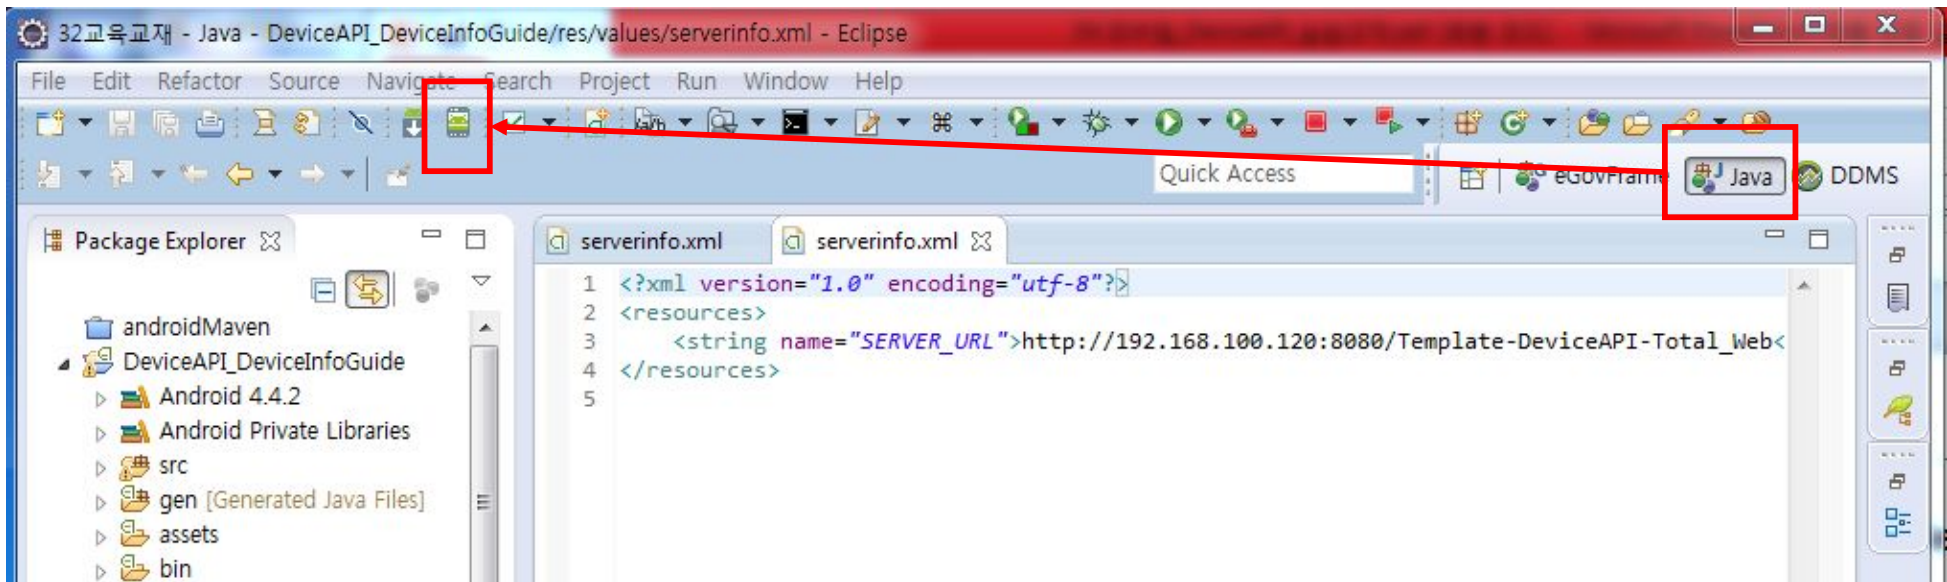 32교육교재 - Java - DeviceAPI_DeviceInfoGuide/res/values/serverinfo.xml - Eclipse
File Edit Refactor Source Navigate Search Project Run Window Help
Quick Access
eGovFrame Java DDMS
Package Explorer
serverinfo.xml serverinfo.xml
androidMaven
DeviceAPI_DeviceInfoGuide
Android 4.4.2
Android Private Libraries
src
gen [Generated Java Files]
assets
bin
1 <?xml version="1.0" encoding="utf-8"?>
2 <resources>
3 <string name="SERVER_URL">http://192.168.100.120:8080/Template-DeviceAPI-Total_Web<
4 </resources>
5